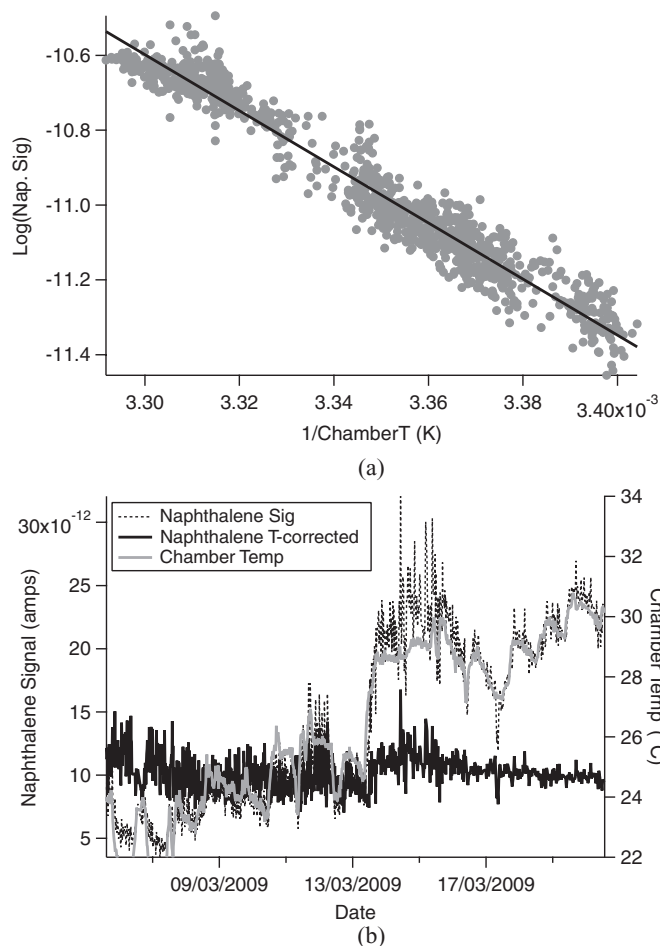 Log(Nap. Sig)
-10.6
-10.8
-11.0
-11.2
-11.4
3.30
3.32
3.34
3.36
3.38
3.40x10-3
1/ChamberT (K)
(a)
Naphthalene Signal (amps)
30x10-12
25
20
15
10
5
Naphthalene Sig
Naphthalene T-corrected
Chamber Temp
34
32
30
28
26
24
22
Chamber Temp (°C)
09/03/2009
13/03/2009
17/03/2009
Date
(b)